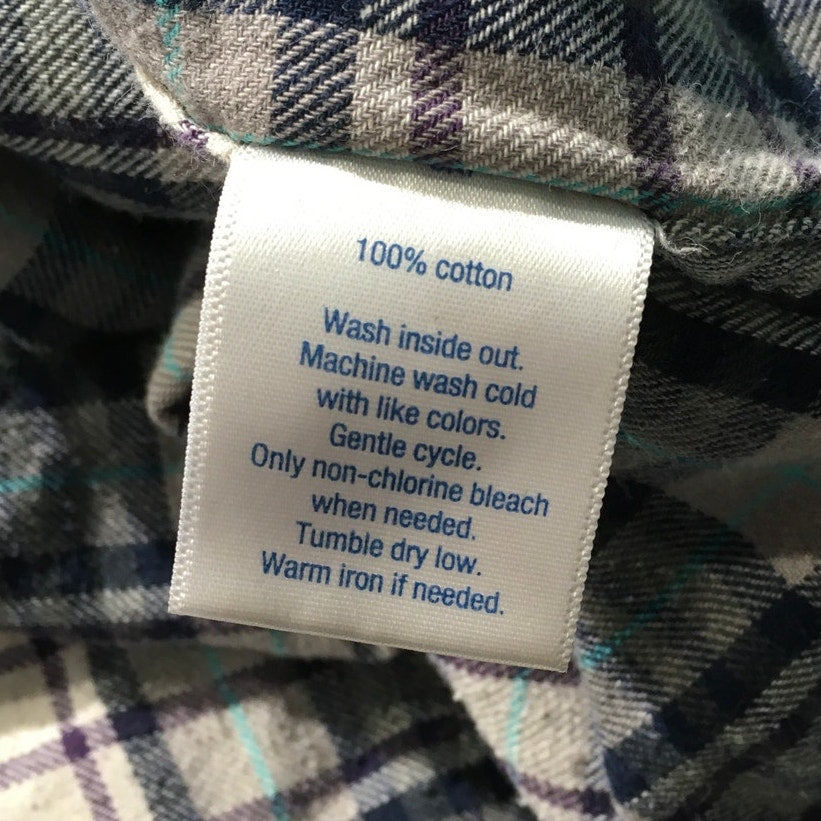 100% cotton
Wash inside out.
Machine wash cold
with like colors.
Gentle cycle.
Only non-chlorine bleach
when needed.
Tumble dry low.
Warm iron if needed.